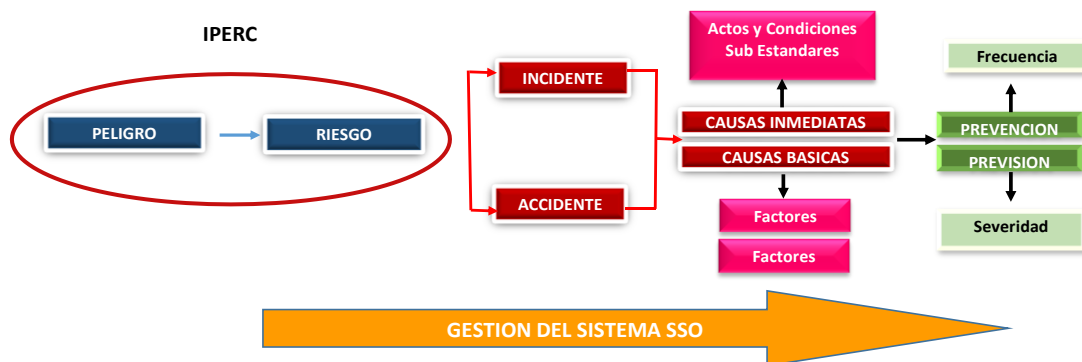 IPERC
PELIGRO
RIESGO
INCIDENTE
ACCIDENTE
Actos y Condiciones
Sub Estandares
CAUSAS INMEDIATAS
CAUSAS BASICAS
Factores
Factores
Frecuencia
PREVENCION
PREVISION
Severidad
GESTION DEL SISTEMA SSO